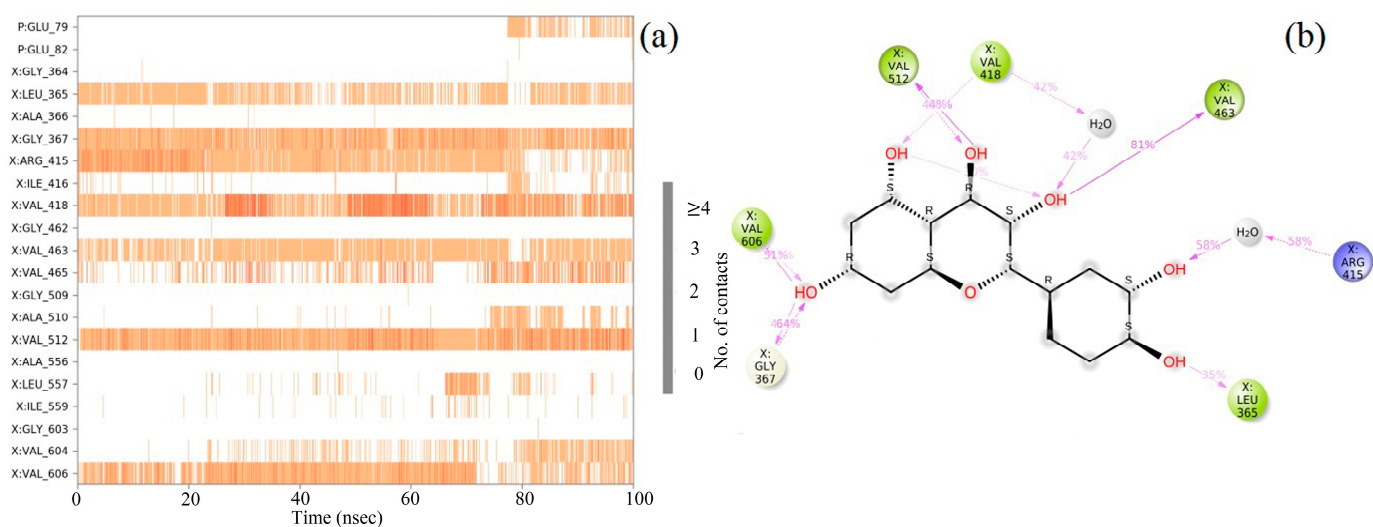 P:GLU_79
P:GLU_82
X:GLY_364
X:LEU_365
X:ALA_366
X:GLY_367
X:ARG_415
X:ILE_416
X:VAL_418
X:GLY_462
X:VAL_463
X:VAL_465
X:GLY_509
X:ALA_510
X:VAL_512
X:ALA_556
X:LEU_557
X:ILE_559
X:GLY_603
X:VAL_604
X:VAL_606
0 20 40 60 80 100
Time (nsec)
(a)
≥4
3
2
1
0
No. of contacts
(b)
X:
VAL
512
X:
VAL
418
X:
VAL
463
42%
H₂O
42%
81%
OH
OH
OH
S
R
S
R
S
S
R
S
R
S
S
O
HO
X:
VAL
606
51%
64%
X:
GLY
367
H₂O
58%
58%
X:
ARG
415
OH
OH
35%
X:
LEU
365